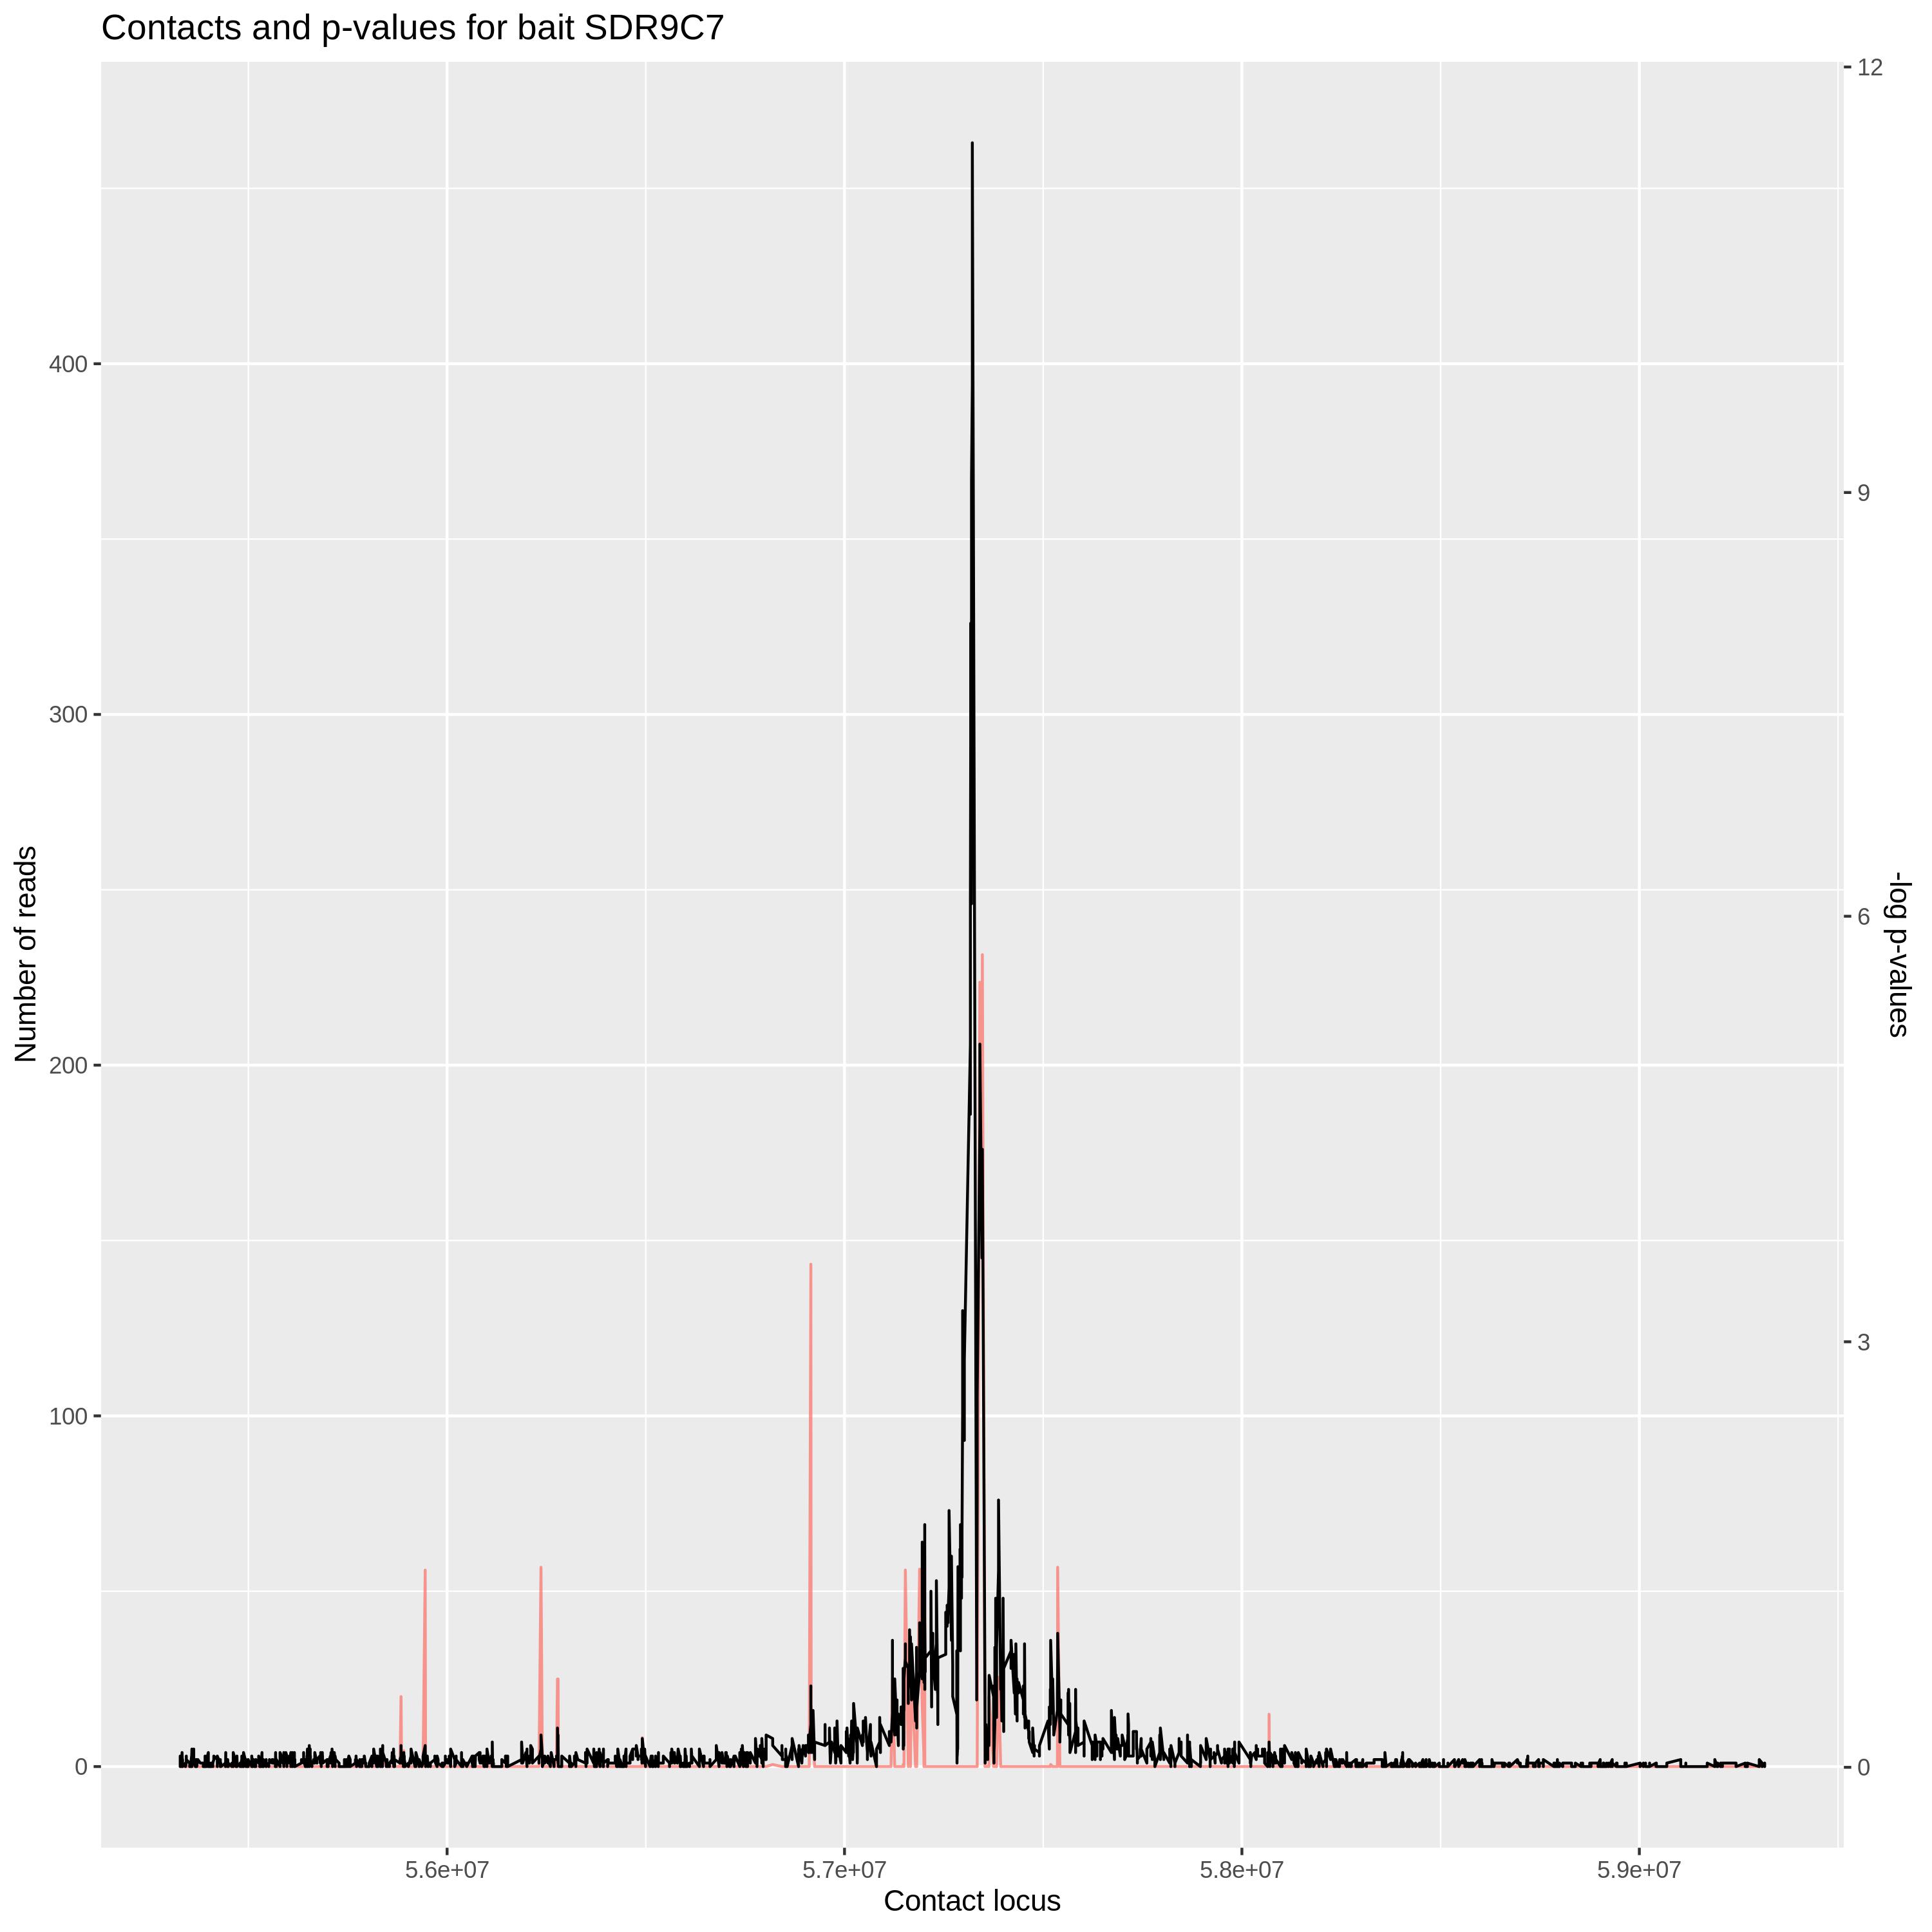 Contacts and p-values for bait SDR9C7
Number of reads
400
300
200
100
0
12
9
6
3
0
-log p-values
5.6e+07
5.7e+07
5.8e+07
5.9e+07
Contact locus